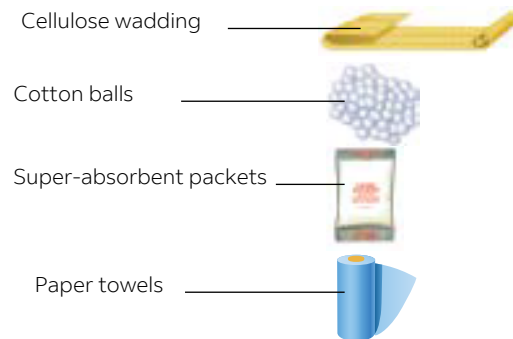 Cellulose wadding
Cotton balls
Super-absorbent packets
Paper towels